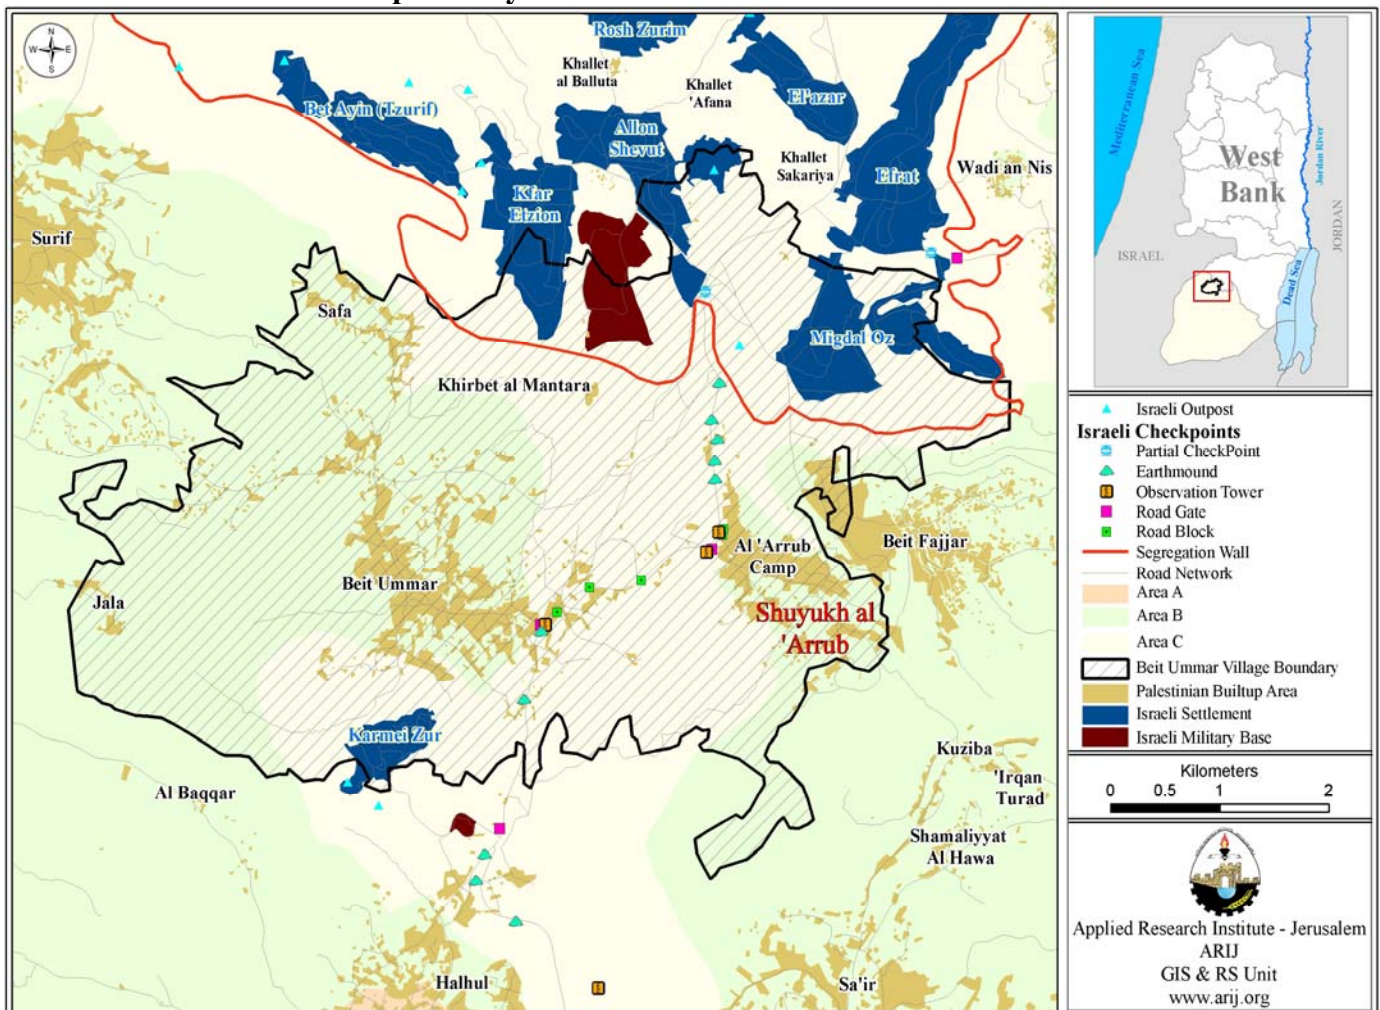 N
W E
S
Rosh Zurim
Khallet
al Balluta
Khallet
'Afana
El'azar
Bet Ayin (Tzurif)
Allon
Shevut
Khallet
Sakariya
Wadi an Nis
Efrat
Kfar
Etzion
Surif
Safa
Migdal Oz
Khirbet al Mantara
Beit Fajjar
Al 'Arrub
Camp
Beit Ummar
Jala
Shuyukh al
'Arrub
Karmei Zur
Kuziba
'Irqan
Turad
Al Baqqar
Shamaliyyat
Al Hawa
Halhul
Sa'ir
Mediterranean Sea
West
Bank
Jordan River
JORDAN
ISRAEL
Dead Sea
Israeli Outpost
Israeli Checkpoints
Partial CheckPoint
Earthmound
Observation Tower
Road Gate
Road Block
Segregation Wall
Road Network
Area A
Area B
Area C
Beit Ummar Village Boundary
Palestinian Builtup Area
Israeli Settlement
Israeli Military Base
Kilometers
0 0.5 1 2
Applied Research Institute - Jerusalem
ARIJ
GIS & RS Unit
www.arij.org